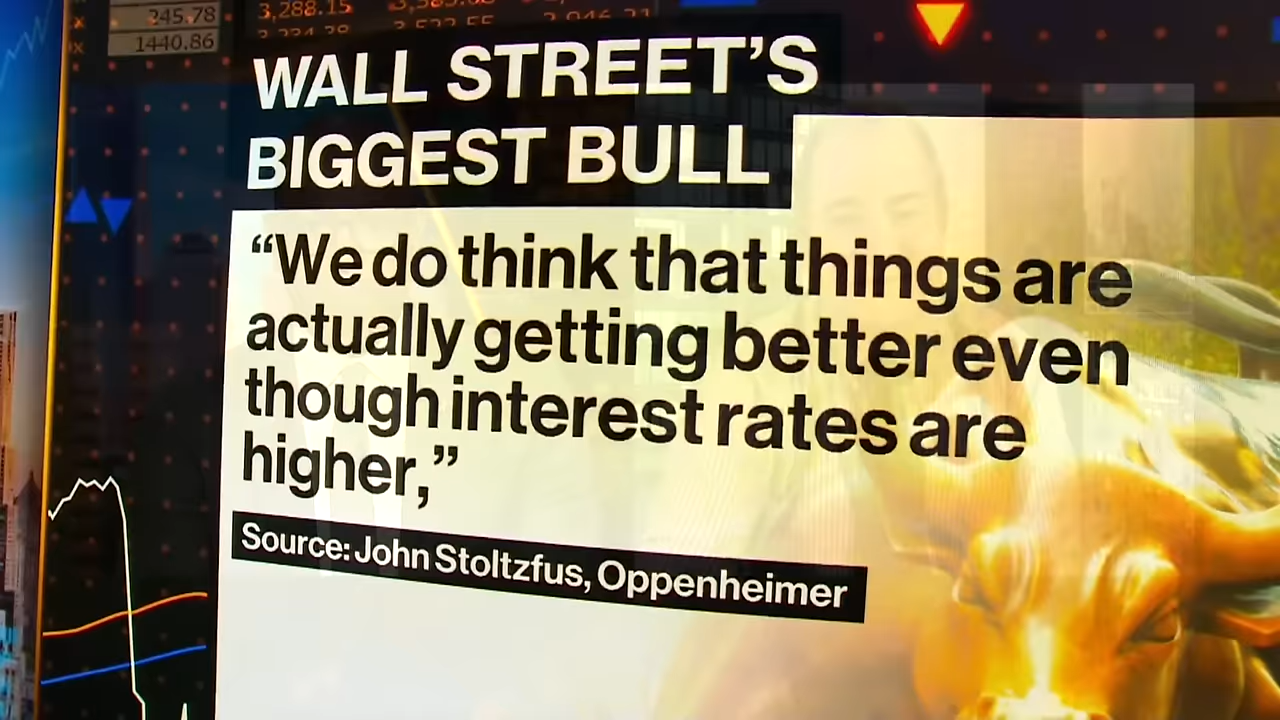 245.78
1440.86
3,288.15
WALL STREET’S
BIGGEST BULL
“We do think that things are
actually getting better even
though interest rates are
higher,”
Source: John Stoltzfus, Oppenheimer